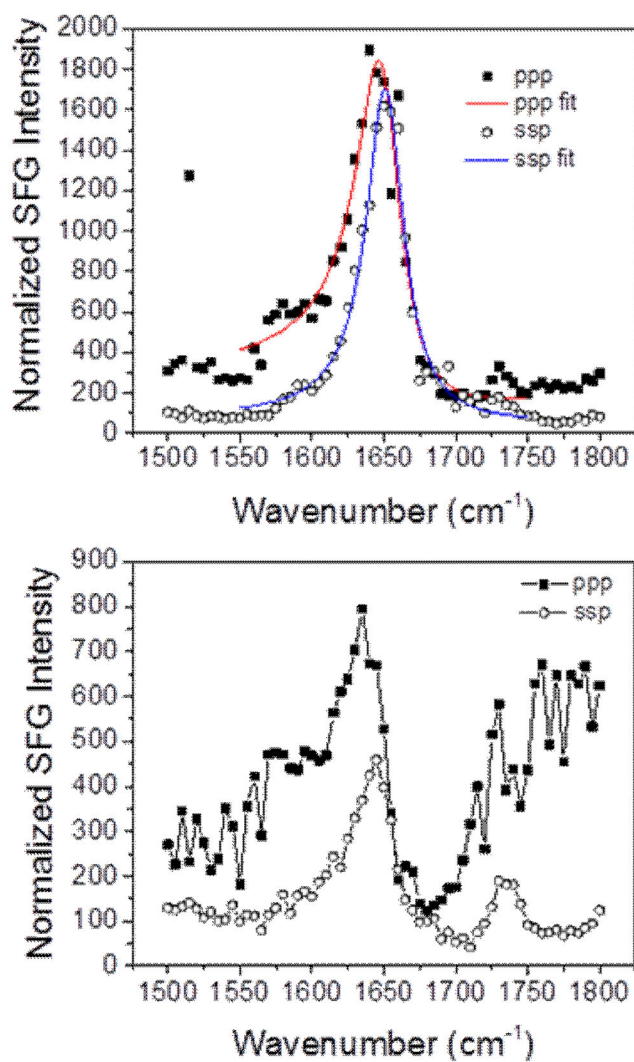 2000
1800
1600
1400
1200
1000
800
600
400
200
0
Normalized SFG Intensity
ppp
ppp fit
ssp
ssp fit
1500 1550 1600 1650 1700 1750 1800
Wavenumber (cm⁻¹)
900
800
700
600
500
400
300
200
100
0
Normalized SFG Intensity
ppp
ssp
1500 1550 1600 1650 1700 1750 1800
Wavenumber (cm⁻¹)